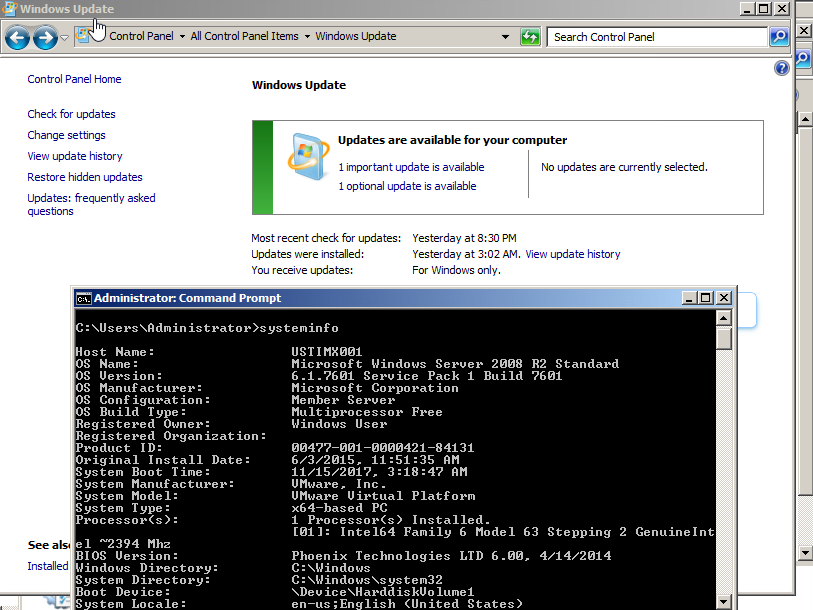 Windows Update
Control Panel ▾ All Control Panel Items ▾ Windows Update
Search Control Panel
Control Panel Home
Check for updates
Change settings
View update history
Restore hidden updates
Updates: frequently asked
questions
Windows Update
Updates are available for your computer
1 important update is available
1 optional update is available
No updates are currently selected.
Most recent check for updates: Yesterday at 8:30 PM
Updates were installed: Yesterday at 3:02 AM. View update history
You receive updates: For Windows only.
See also
Installed
Administrator: Command Prompt
C:\Users\Administrator>systeminfo
Host Name: USTIMX001
OS Name: Microsoft Windows Server 2008 R2 Standard
OS Version: 6.1.7601 Service Pack 1 Build 7601
OS Manufacturer: Microsoft Corporation
OS Configuration: Member Server
OS Build Type: Multiprocessor Free
Registered Owner: Windows User
Registered Organization:
Product ID: 00477-001-0000421-84131
Original Install Date: 6/3/2015, 11:51:35 AM
System Boot Time: 11/15/2017, 3:18:47 AM
System Manufacturer: VMware, Inc.
System Model: VMware Virtual Platform
System Type: x64-based PC
Processor(s): 1 Processor(s) Installed.
[01]: Intel64 Family 6 Model 63 Stepping 2 GenuineInt
el ~2394 Mhz
BIOS Version: Phoenix Technologies LTD 6.00, 4/14/2014
Windows Directory: C:\Windows
System Directory: C:\Windows\system32
Boot Device: \Device\HarddiskVolume1
System Locale: en-us;English (United States)